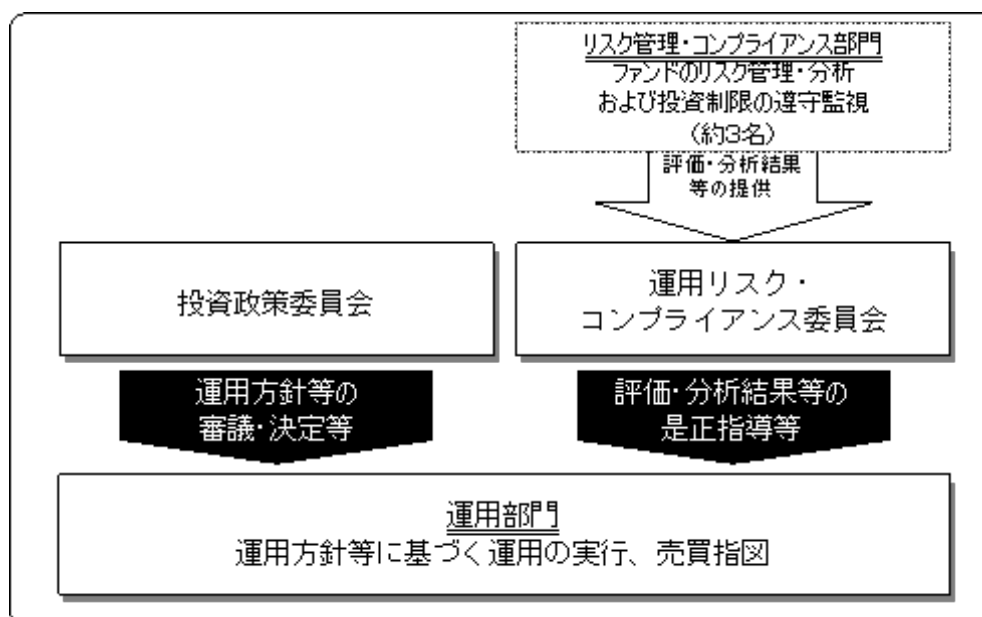 リスク管理・コンプライアンス部門
ファンドのリスク管理・分析
および投資制限の遵守監視
(約3名)
評価・分析結果
等の提供
投資政策委員会
運用リスク・
コンプライアンス委員会
運用方針等の
審議・決定等
評価・分析結果等の
是正指導等
運用部門
運用方針等に基づく運用の実行、売買指図